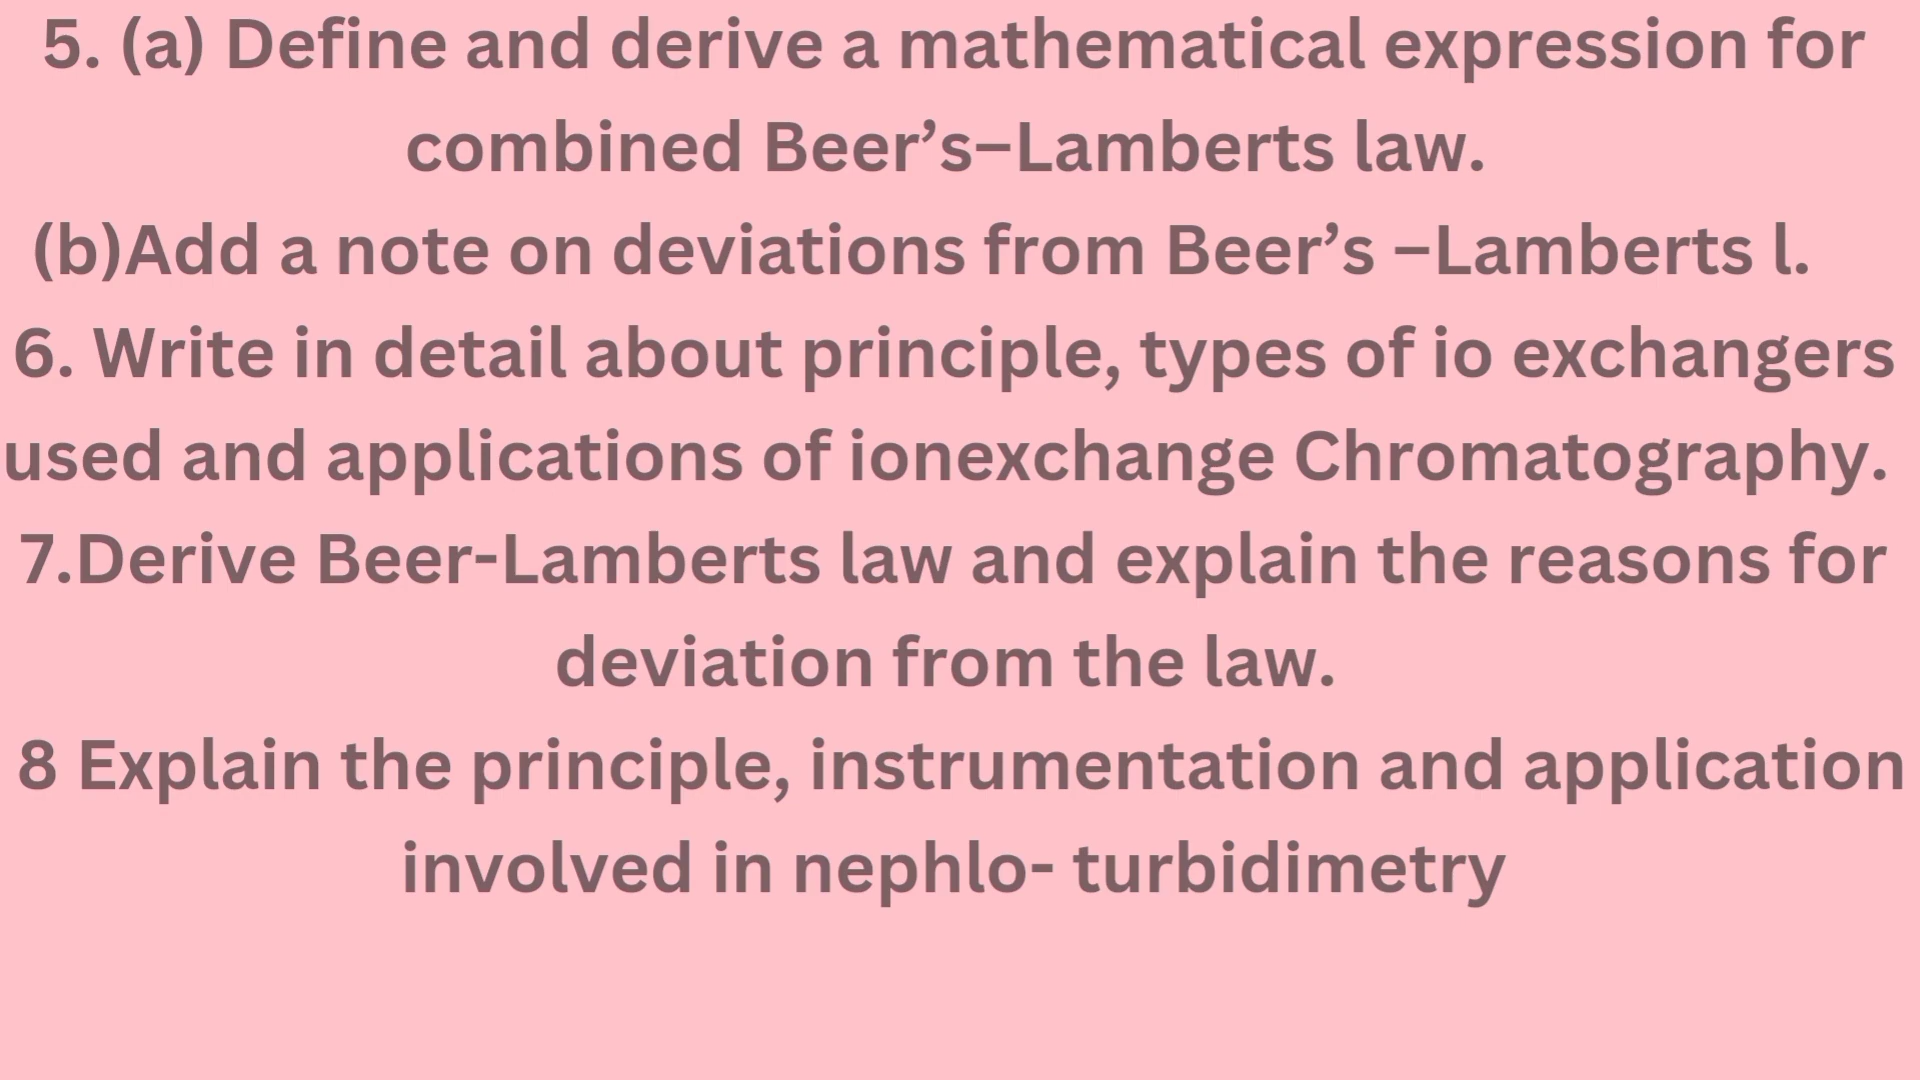 5. (a) Define and derive a mathematical expression for
combined Beer’s–Lamberts law.
(b)Add a note on deviations from Beer’s –Lamberts l.
6. Write in detail about principle, types of io exchangers
used and applications of ionexchange Chromatography.
7.Derive Beer-Lamberts law and explain the reasons for
deviation from the law.
8 Explain the principle, instrumentation and application
involved in nephlo- turbidimetry